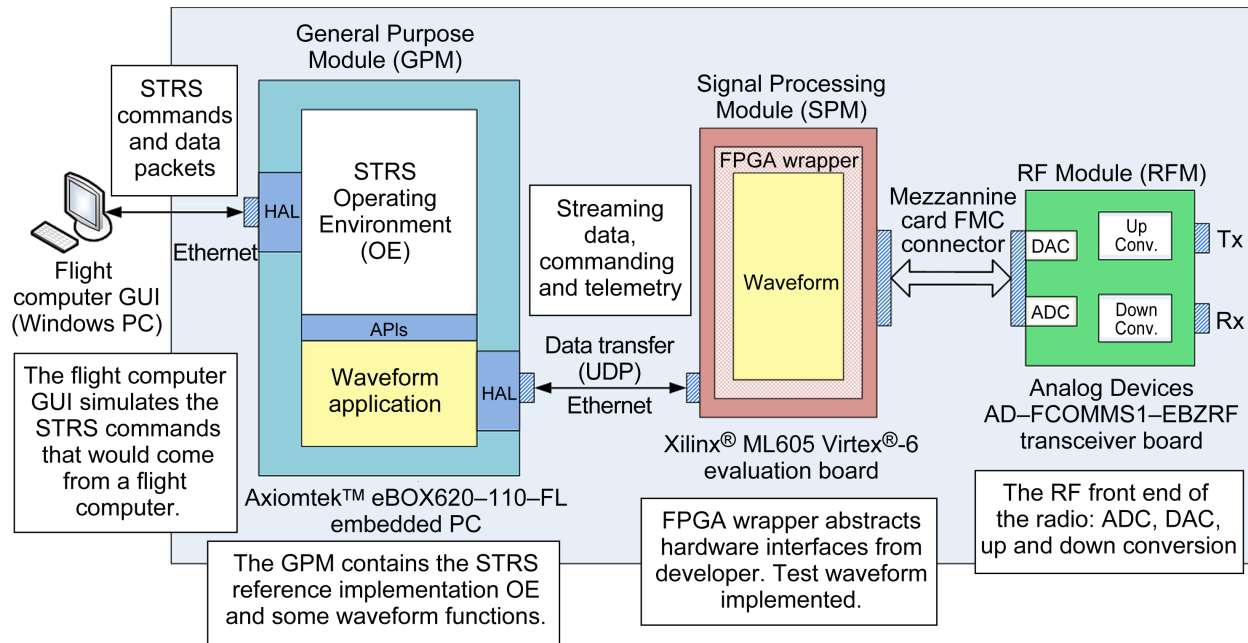 General Purpose
Module (GPM)
STRS
commands
and data
packets
HAL
STRS
Operating
Environment
(OE)
Ethernet
Flight
computer GUI
(Windows PC)
APIs
Waveform
application
HAL
The flight computer
GUI simulates the
STRS commands
that would come
from a flight
computer.
Axiomtek™ eBOX620–110–FL
embedded PC
The GPM contains the STRS
reference implementation OE
and some waveform functions.
Streaming
data,
commanding
and telemetry
Data transfer
(UDP)
Ethernet
Signal Processing
Module (SPM)
FPGA wrapper
Waveform
Xilinx® ML605 Virtex®-6
evaluation board
FPGA wrapper abstracts
hardware interfaces from
developer. Test waveform
implemented.
Mezzannine
card FMC
connector
RF Module (RFM)
DAC
Up
Conv.
Tx
ADC
Down
Conv.
Rx
Analog Devices
AD–FCOMMS1–EBZRF
transceiver board
The RF front end of
the radio: ADC, DAC,
up and down conversion